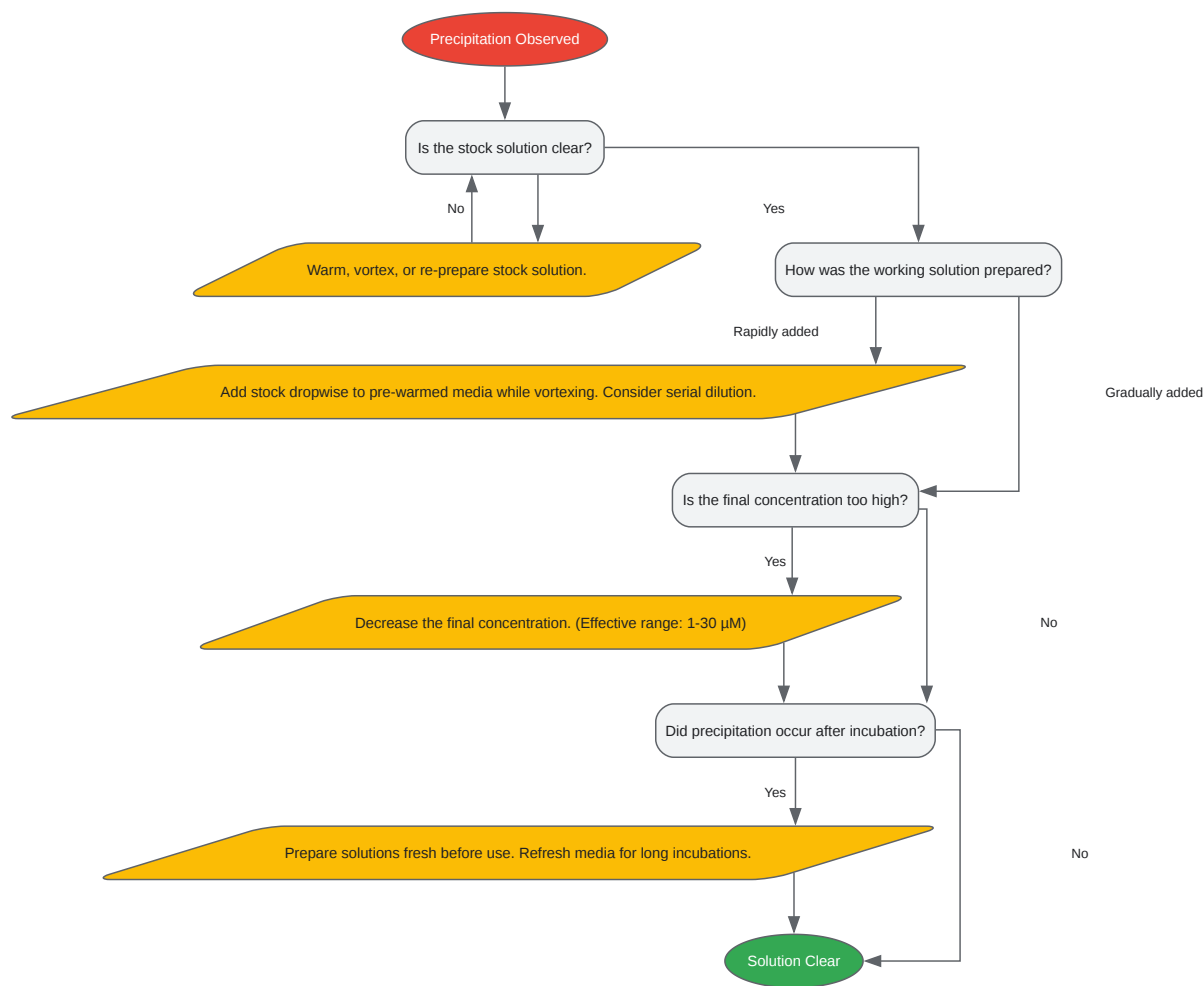 Precipitation Observed
Is the stock solution clear?
No
Yes
Warm, vortex, or re-prepare stock solution.
How was the working solution prepared?
Rapidly added
Add stock dropwise to pre-warmed media while vortexing. Consider serial dilution.
Gradually added
Is the final concentration too high?
Yes
Decrease the final concentration. (Effective range: 1-30 µM)
No
Did precipitation occur after incubation?
Yes
Prepare solutions fresh before use. Refresh media for long incubations.
No
Solution Clear